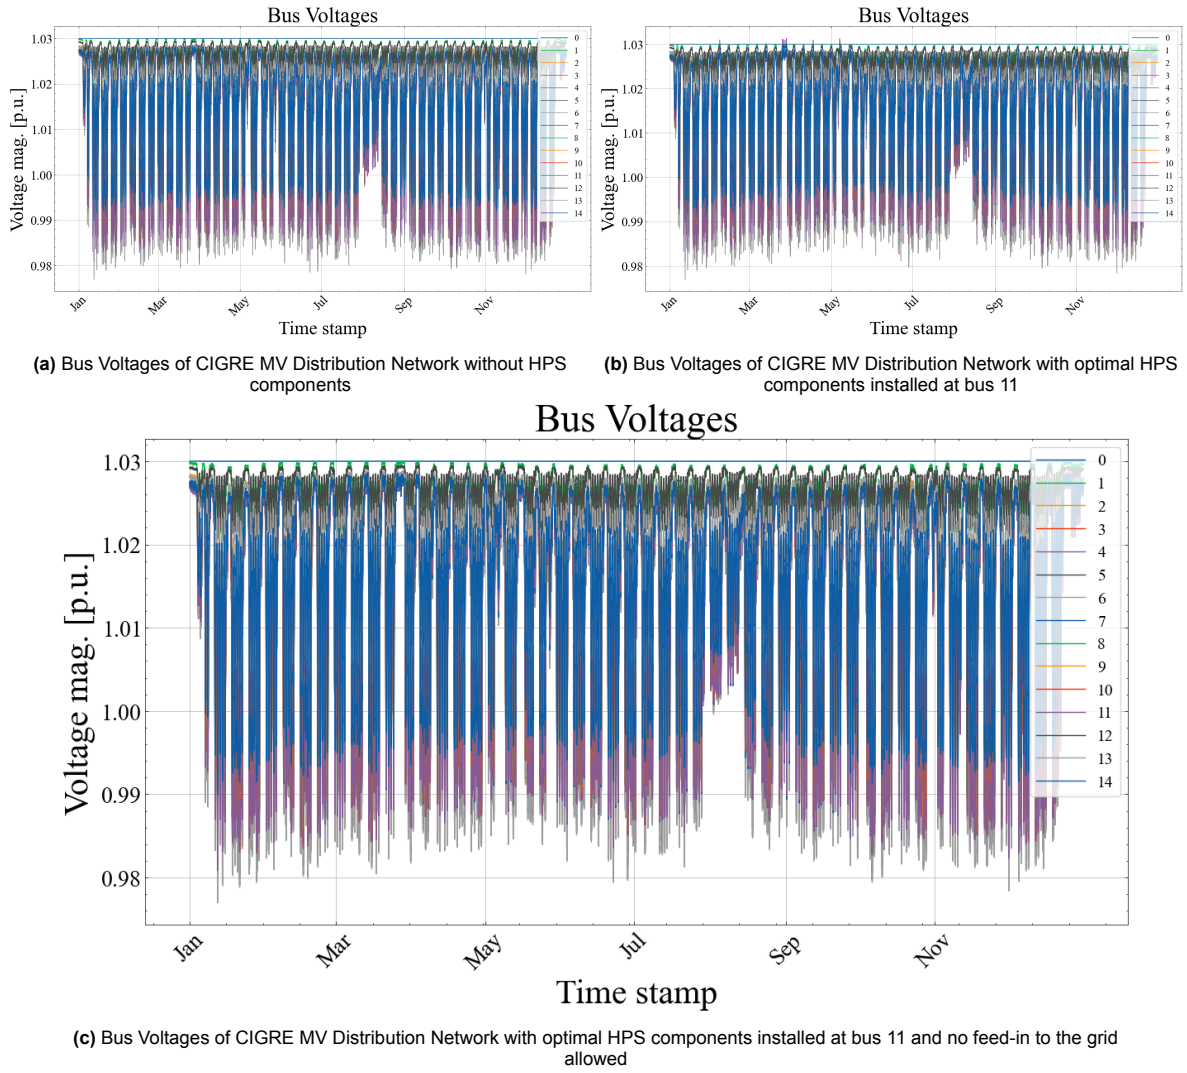 Bus Voltages
Voltage mag. [p.u.]
1.03
1.02
1.01
1.00
0.99
0.98
Jan
Mar
May
Jul
Sep
Nov
Time stamp
0
1
2
3
4
5
6
7
8
9
10
11
12
13
14
(a) Bus Voltages of CIGRE MV Distribution Network without HPS
components
Bus Voltages
Voltage mag. [p.u.]
1.03
1.02
1.01
1.00
0.99
0.98
Jan
Mar
May
Jul
Sep
Nov
Time stamp
0
1
2
3
4
5
6
7
8
9
10
11
12
13
14
(b) Bus Voltages of CIGRE MV Distribution Network with optimal HPS
components installed at bus 11
Bus Voltages
Voltage mag. [p.u.]
1.03
1.02
1.01
1.00
0.99
0.98
Jan
Mar
May
Jul
Sep
Nov
Time stamp
0
1
2
3
4
5
6
7
8
9
10
11
12
13
14
(c) Bus Voltages of CIGRE MV Distribution Network with optimal HPS components installed at bus 11 and no feed-in to the grid
allowed